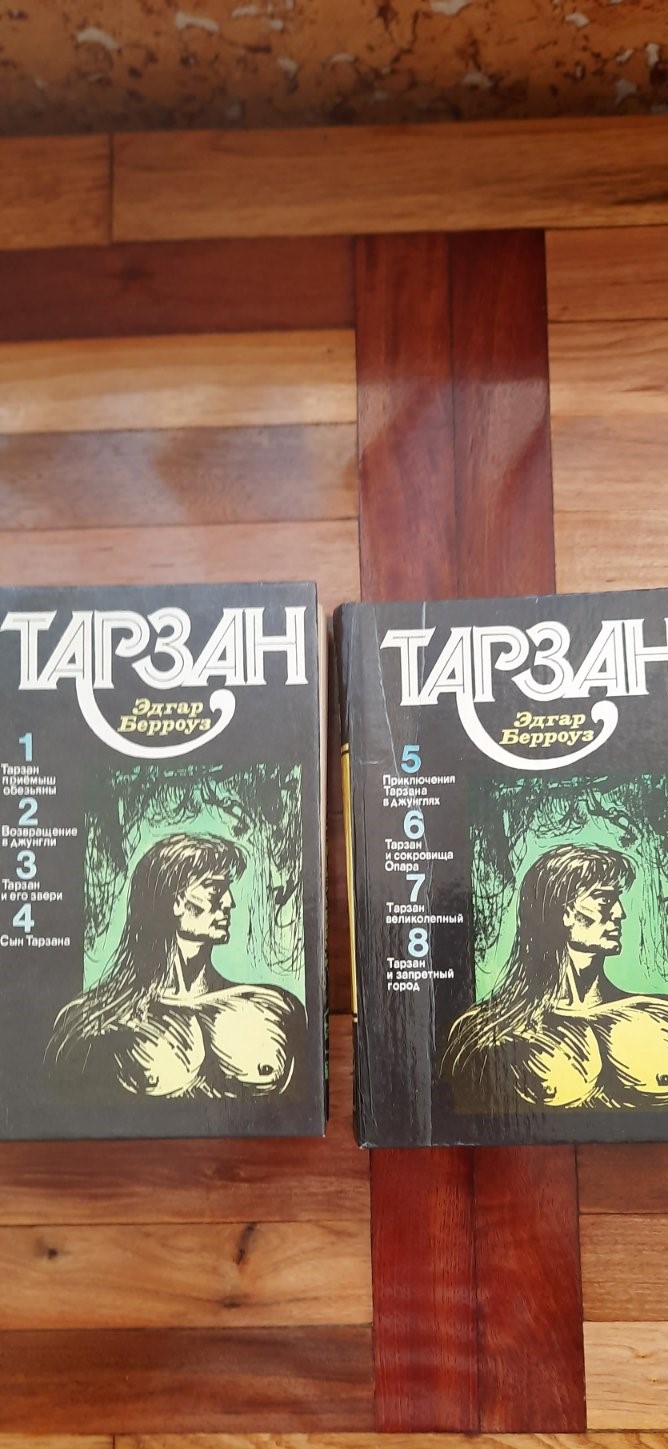 ТАРЗАН
Эдгар
Берроуз
1
Тарзан
приёмыш
обезьяны
2
Возвращение
в джунгли
3
Тарзан
и его звери
4
Сын Тарзана
ТАРЗАН
Эдгар
Берроуз
5
Приключения
Тарзана
в джунглях
6
Тарзан
и сокровища
Опара
7
Тарзан
великолепный
8
Тарзан
и запретный
город